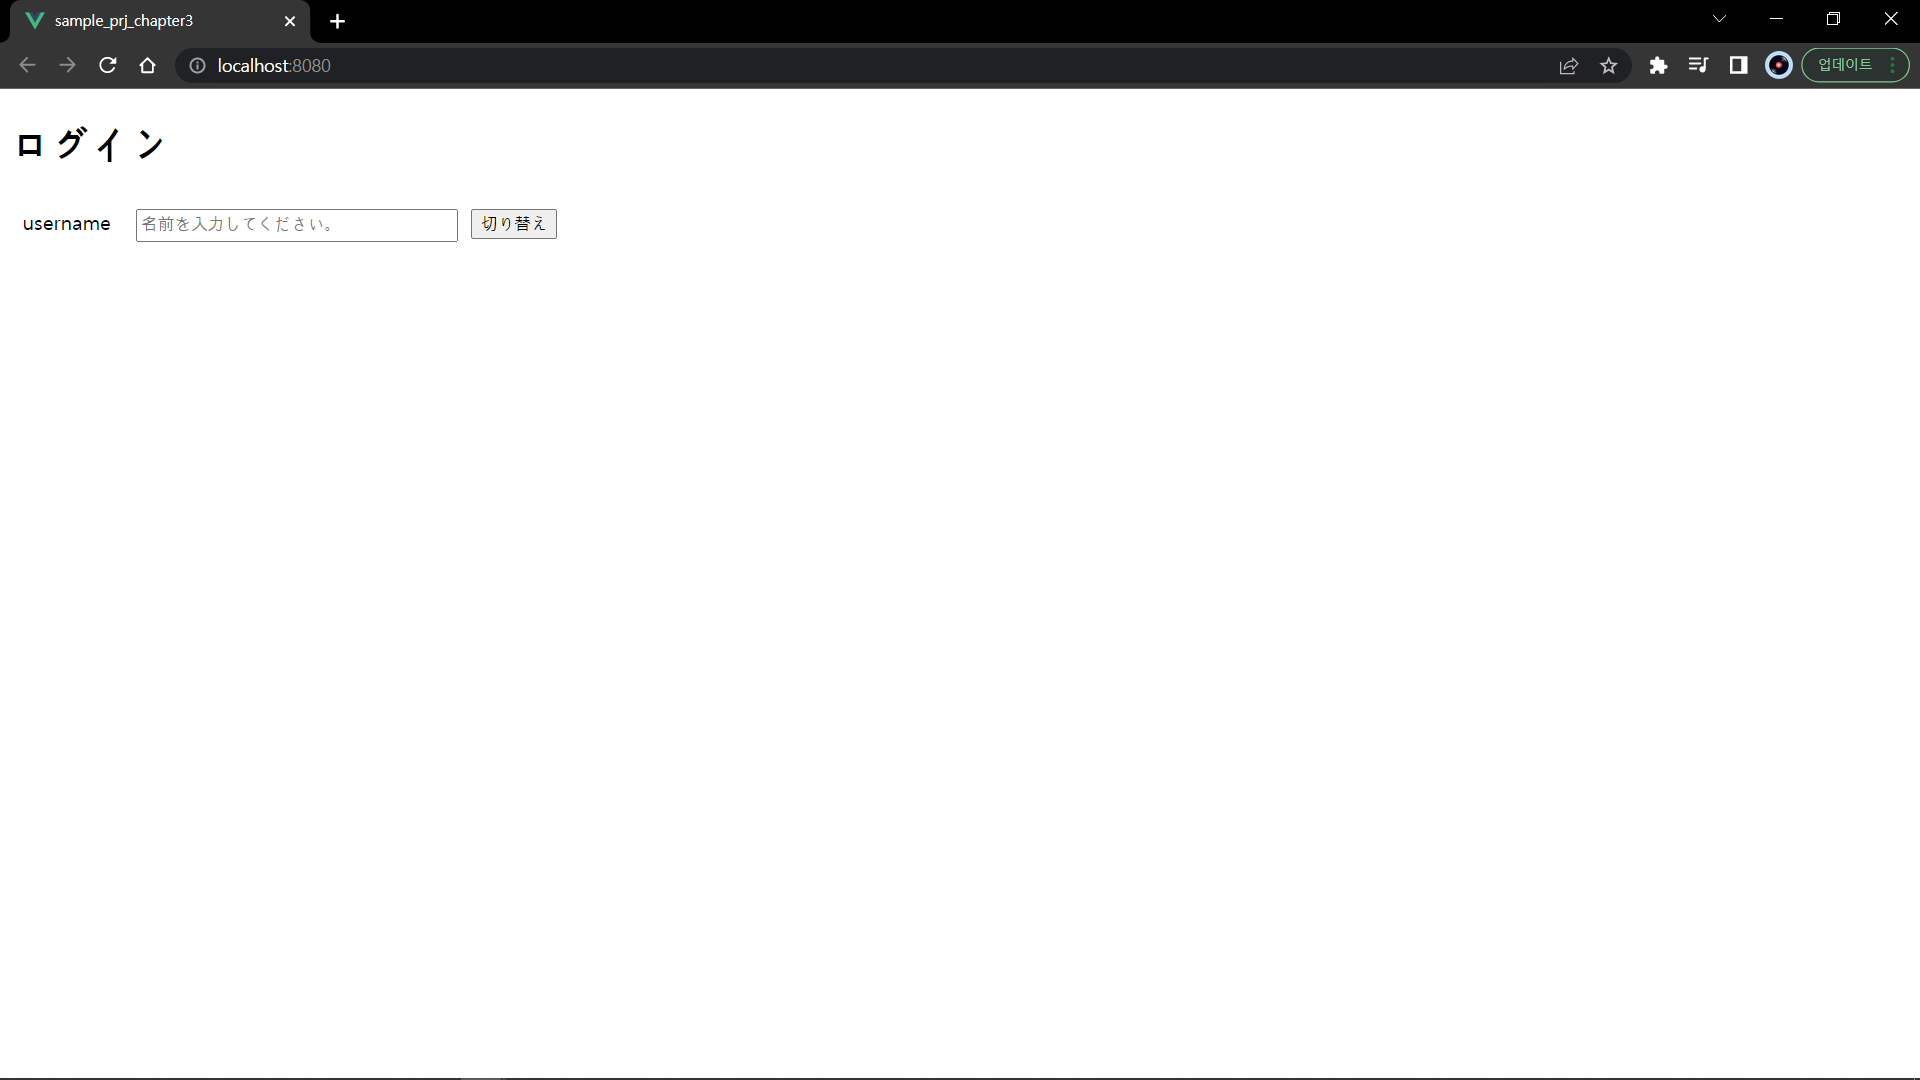 sample_prj_chapter3
localhost:8080
업데이트
ログイン
username 名前を入力してください。 切り替え